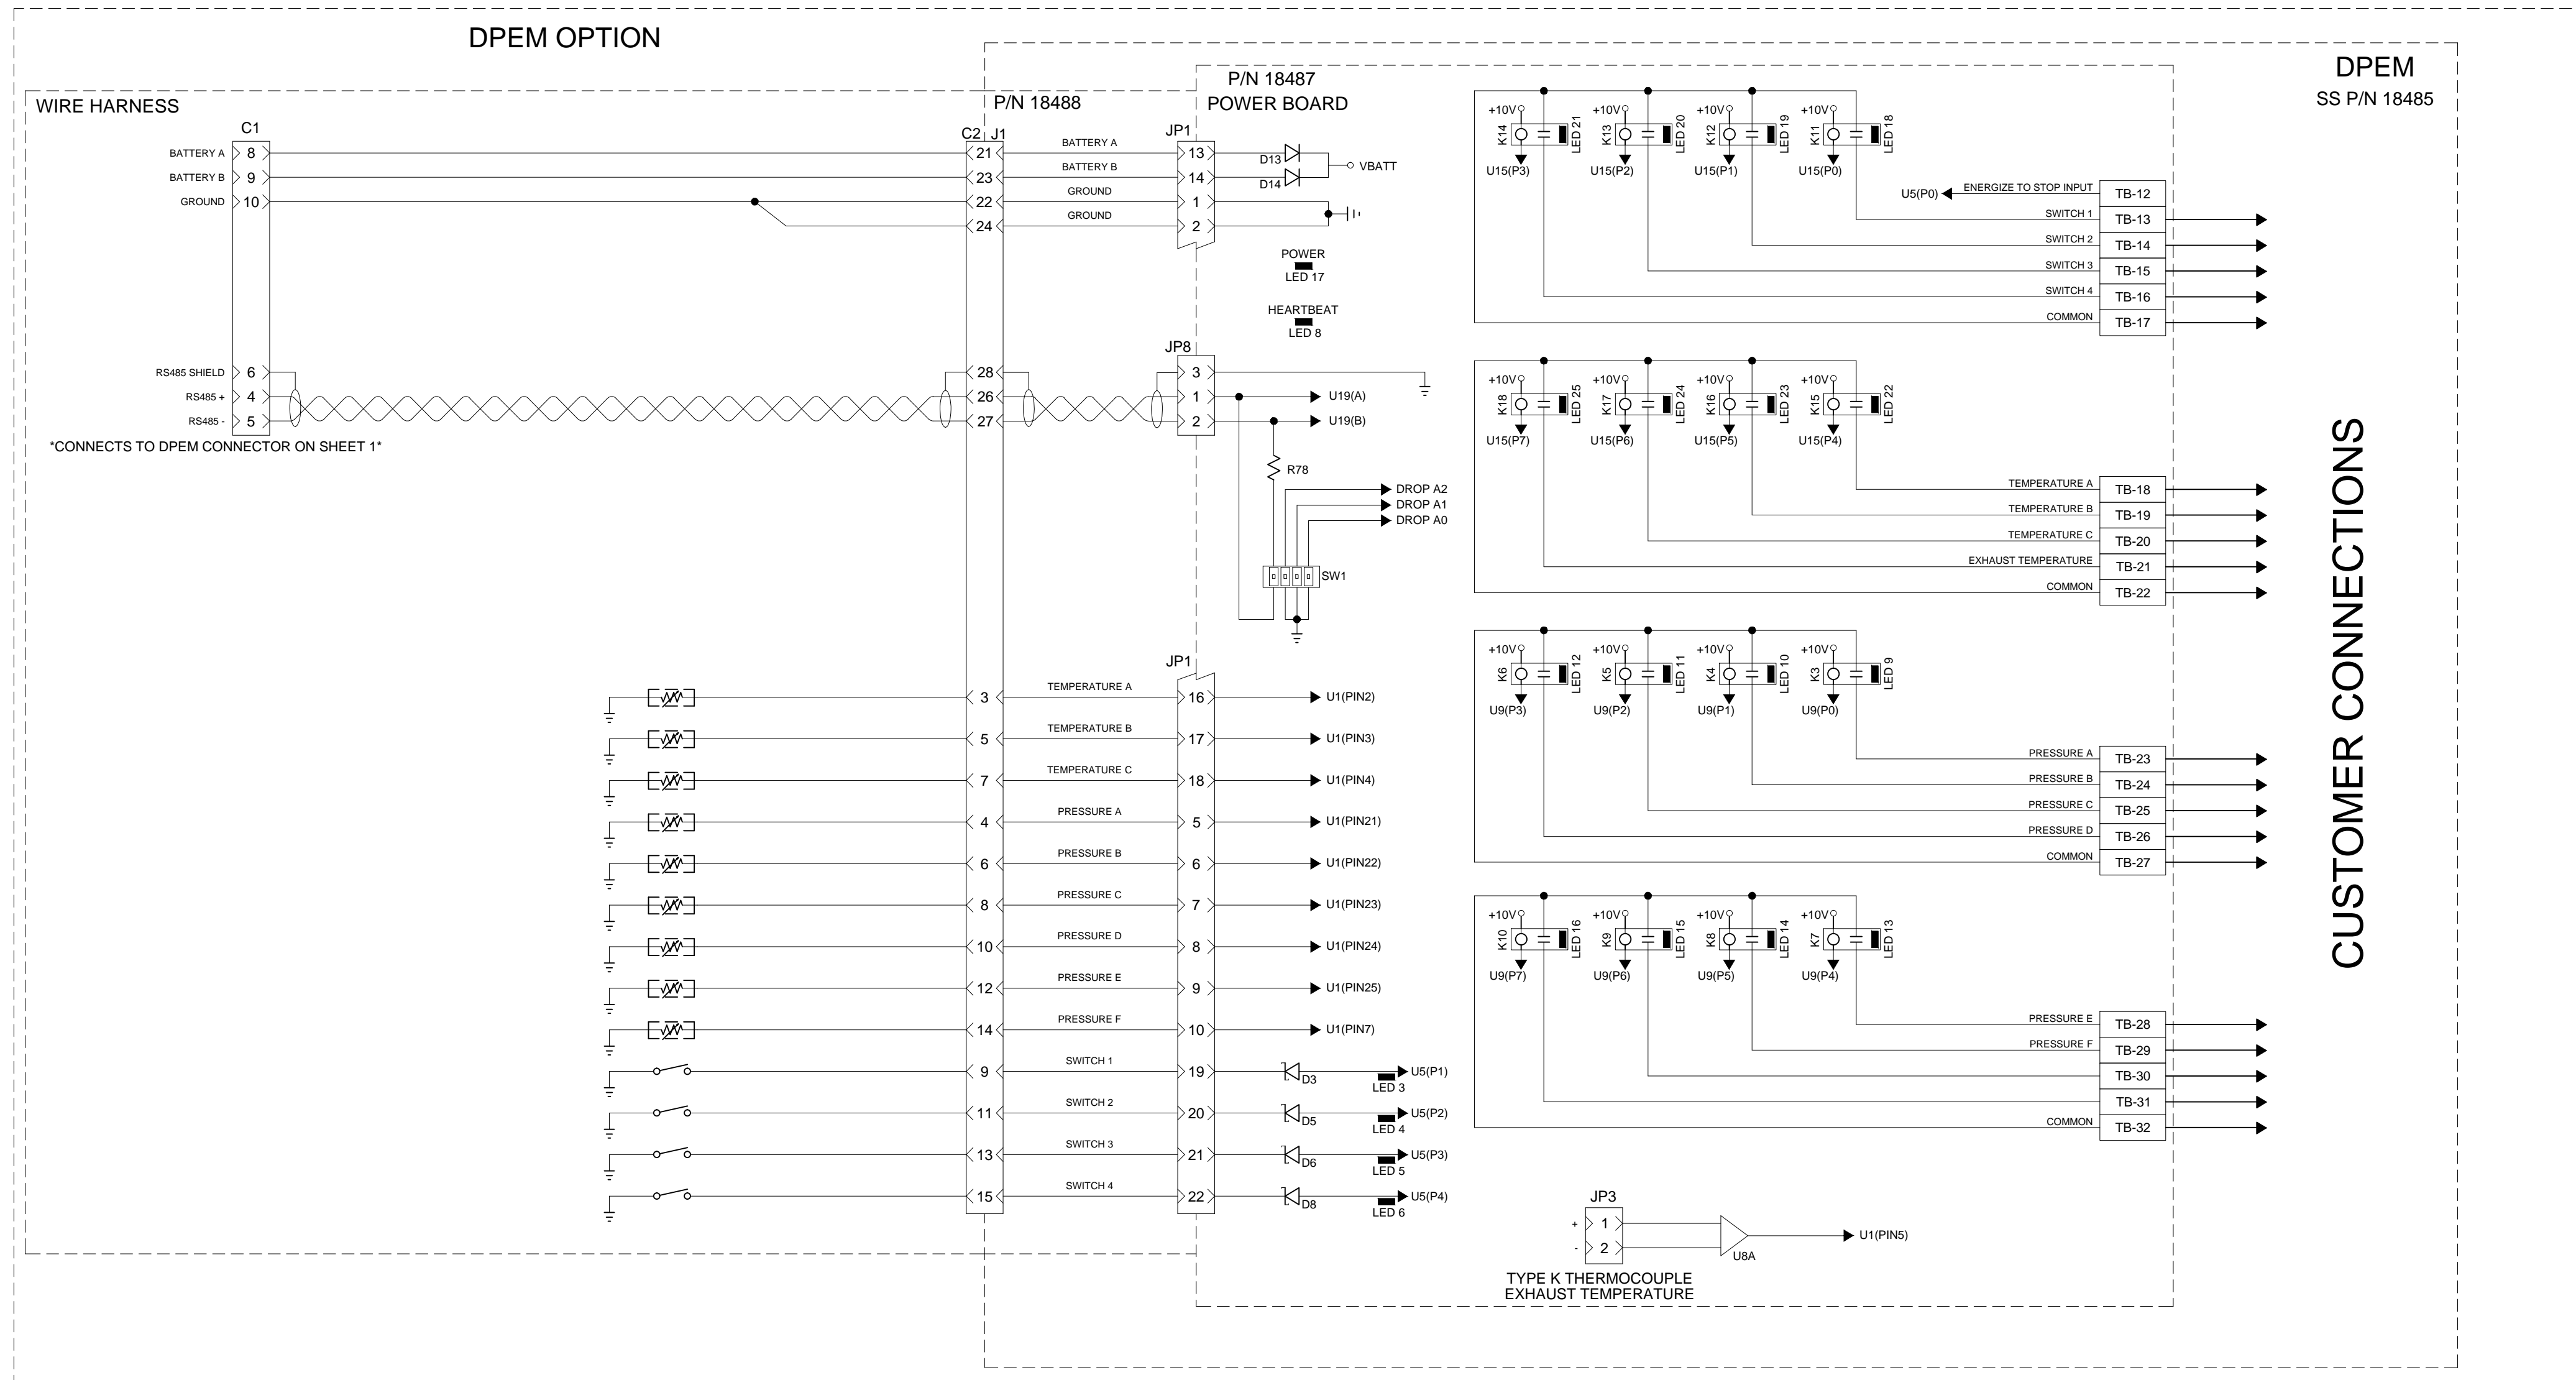 DPEM OPTION
DPEM
SS P/N 18485
P/N 18487
POWER BOARD
P/N 18488
WIRE HARNESS
C1
C2 J1
JP1
BATTERY A 8 21 BATTERY A 13 D13
BATTERY B 9 23 BATTERY B 14 D14
VBATT
GROUND 10 22 GROUND 1
24 GROUND 2
POWER
LED 17
HEARTBEAT
LED 8
JP8
RS485 SHIELD 6 28 3
RS485 + 4 26 1 U19(A)
RS485 - 5 27 2 U19(B)
*CONNECTS TO DPEM CONNECTOR ON SHEET 1*
R78
DROP A2
DROP A1
DROP A0
SW1
JP1
3 TEMPERATURE A 16 U1(PIN2)
5 TEMPERATURE B 17 U1(PIN3)
7 TEMPERATURE C 18 U1(PIN4)
4 PRESSURE A 5 U1(PIN21)
6 PRESSURE B 6 U1(PIN22)
8 PRESSURE C 7 U1(PIN23)
10 PRESSURE D 8 U1(PIN24)
12 PRESSURE E 9 U1(PIN25)
14 PRESSURE F 10 U1(PIN7)
9 SWITCH 1 19 D3 LED 3 U5(P1)
11 SWITCH 2 20 D5 LED 4 U5(P2)
13 SWITCH 3 21 D6 LED 5 U5(P3)
15 SWITCH 4 22 D8 LED 6 U5(P4)
+10V +10V +10V +10V
K14 LED 21 K13 LED 20 K12 LED 19 K11 LED 18
U15(P3) U15(P2) U15(P1) U15(P0)
U5(P0) ENERGIZE TO STOP INPUT TB-12
SWITCH 1 TB-13
SWITCH 2 TB-14
SWITCH 3 TB-15
SWITCH 4 TB-16
COMMON TB-17
+10V +10V +10V +10V
K18 LED 25 K17 LED 24 K16 LED 23 K15 LED 22
U15(P7) U15(P6) U15(P5) U15(P4)
TEMPERATURE A TB-18
TEMPERATURE B TB-19
TEMPERATURE C TB-20
EXHAUST TEMPERATURE TB-21
COMMON TB-22
+10V +10V +10V +10V
K6 LED 12 K5 LED 11 K4 LED 10 K3 LED 9
U9(P3) U9(P2) U9(P1) U9(P0)
PRESSURE A TB-23
PRESSURE B TB-24
PRESSURE C TB-25
PRESSURE D TB-26
COMMON TB-27
+10V +10V +10V +10V
K10 LED 16 K9 LED 15 K8 LED 14 K7 LED 13
U9(P7) U9(P6) U9(P5) U9(P4)
PRESSURE E TB-28
PRESSURE F TB-29
TB-30
TB-31
COMMON TB-32
JP3
+ 1
- 2
U8A
U1(PIN5)
TYPE K THERMOCOUPLE
EXHAUST TEMPERATURE
CUSTOMER CONNECTIONS